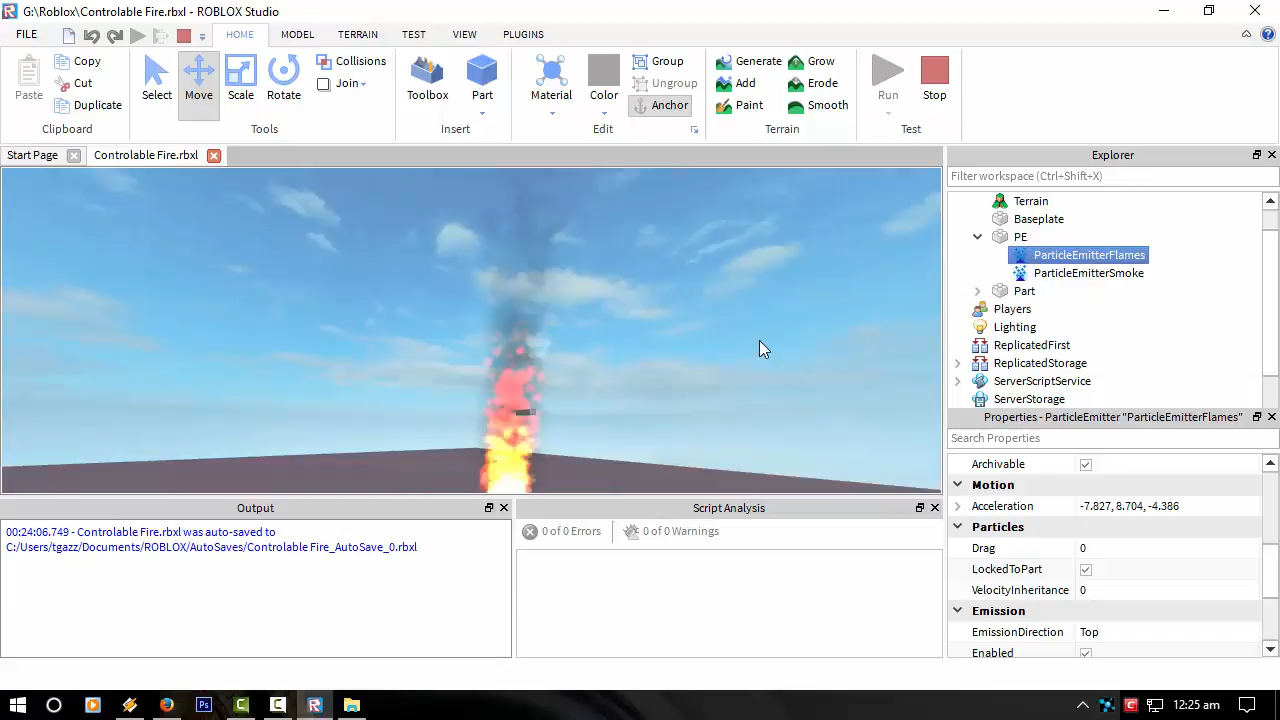 G:\Roblox\Controlable Fire.rbxl - ROBLOX Studio
FILE HOME MODEL TERRAIN TEST VIEW PLUGINS
Paste
Copy
Cut
Duplicate
Clipboard
Select
Move
Scale
Rotate
Collisions
Join
Tools
Toolbox
Part
Insert
Material
Color
Group
Ungroup
Anchor
Edit
Generate
Add
Paint
Grow
Erode
Smooth
Terrain
Run
Stop
Test
Start Page Controlable Fire.rbxl
Explorer
Filter workspace (Ctrl+Shift+X)
Terrain
Baseplate
PE
ParticleEmitterFlames
ParticleEmitterSmoke
Part
Players
Lighting
ReplicatedFirst
ReplicatedStorage
ServerScriptService
ServerStorage
Properties - ParticleEmitter "ParticleEmitterFlames"
Search Properties
Archivable
Motion
Acceleration -7.827, 8.704, -4.386
Particles
Drag 0
LockedToPart
VelocityInheritance 0
Emission
EmissionDirection Top
Enabled
Output
00:24:06.749 - Controlable Fire.rbxl was auto-saved to
C:/Users/tgazz/Documents/ROBLOX/AutoSaves/Controlable Fire_AutoSave_0.rbxl
Script Analysis
0 of 0 Errors 0 of 0 Warnings
12:25 am